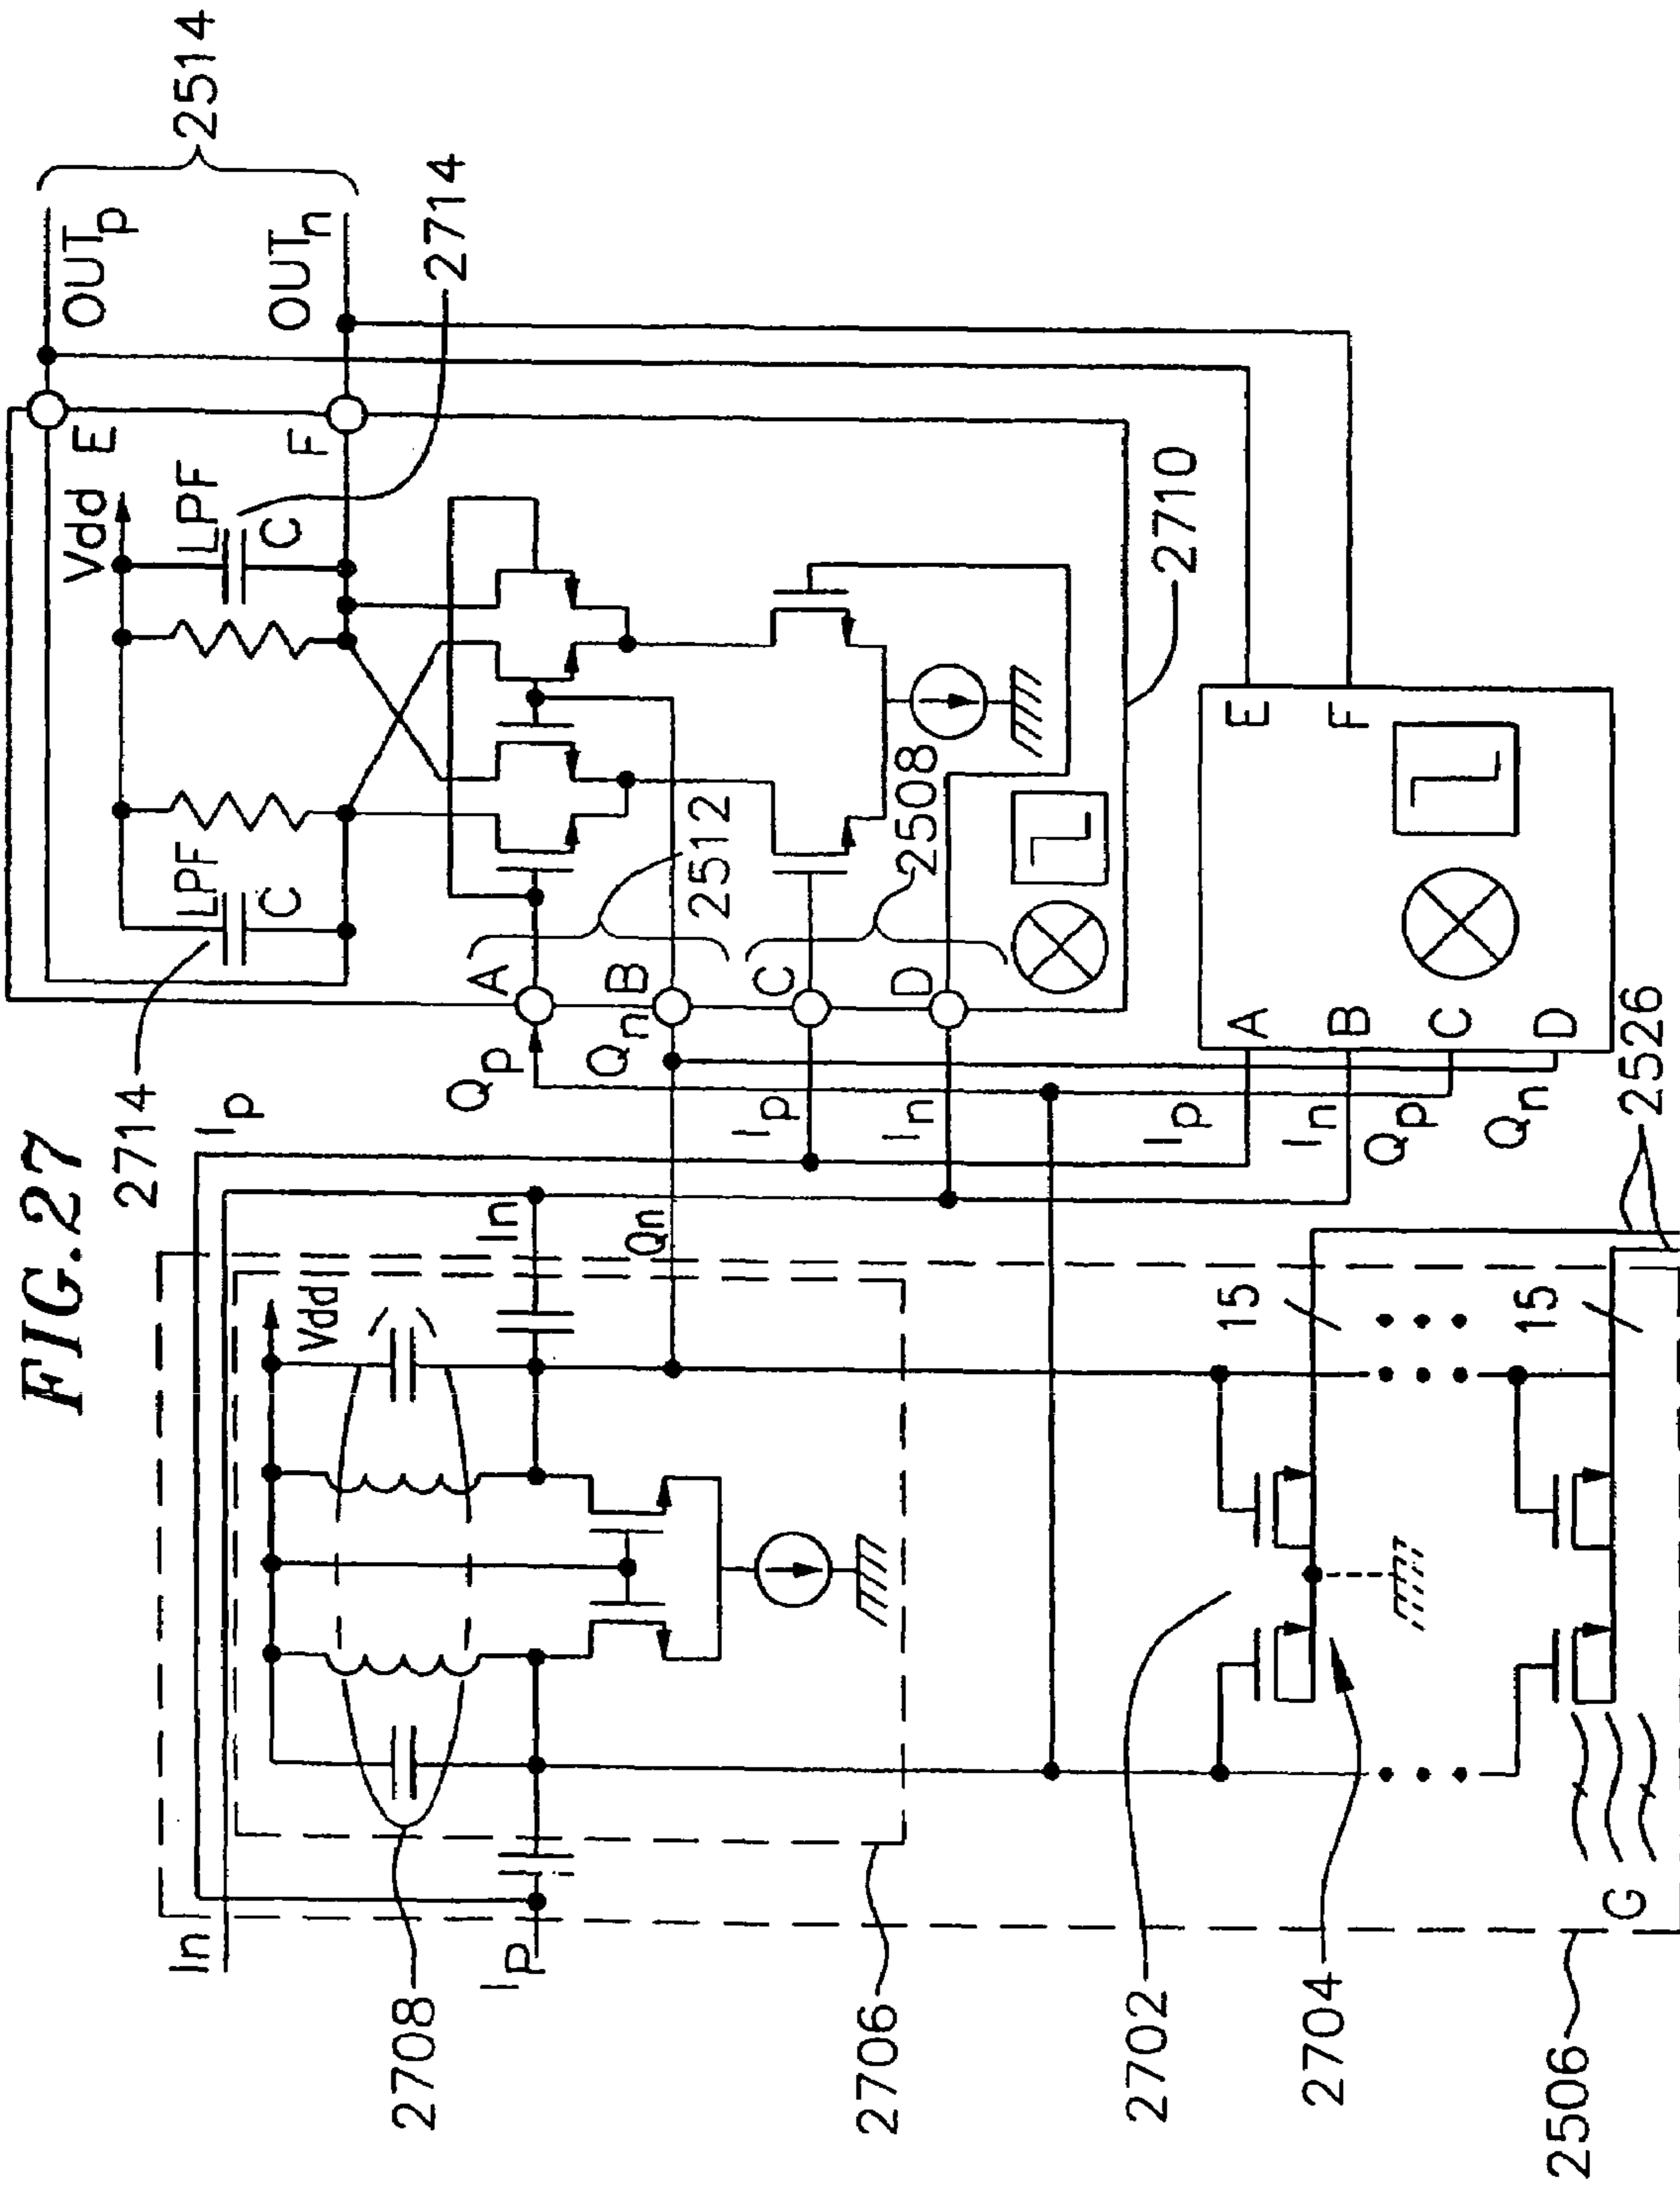 FIG.27
2514
OUTp
OUTn
2714
E
F
Vdd
LPF
C
LPF
C
2714
A
B
C
D
2512
2508
2710
Qp
Qn
Ip
In
Ip
In
Qn
Vdd
In
Ip
2708
2706
Ip
In
Qp
Qn
A
B
C
D
E
F
2526
15
15
2702
2704
G
2506